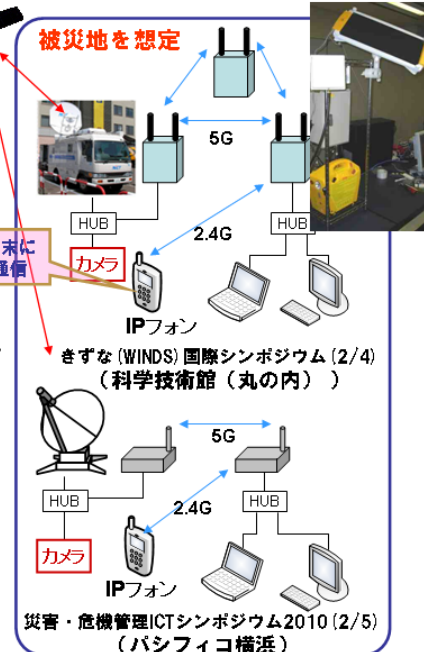 被災地を想定
5G
HUB
HUB
2.4G
末に
通信
カメラ
IPフォン
きずな(WINDS)国際シンポジウム(2/4)
(科学技術館(丸の内) )
5G
HUB
HUB
2.4G
カメラ
IPフォン
災害・危機管理ICTシンポジウム2010(2/5)
(パシフィコ横浜)